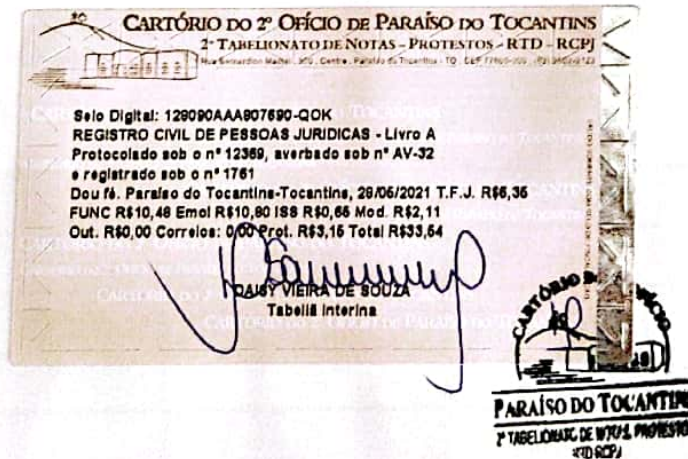 CARTÓRIO DO 2º OFÍCIO DE PARAÍSO DO TOCANTINS
2º TABELIONATO DE NOTAS - PROTESTOS - RTD - RCPJ
Selo Digital: 129090AAA907690-QOK
REGISTRO CIVIL DE PESSOAS JURIDICAS - Livro A
Protocolado sob o nº 12369, averbado sob nº AV-32
e registrado sob o nº 1761
Dou fé. Paraíso do Tocantins-Tocantins, 28/06/2021 T.F.J. R$6,35
FUNC R$10,48 Emol R$10,80 ISS R$0,65 Mod. R$2,11
Out. R$0,00 Correios: 0,00 Prot. R$3,15 Total R$33,54
DAISY VIEIRA DE SOUZA
Tabeliã Interina
CARTÓRIO
PARAÍSO DO TOCANTINS
2º TABELIONATO DE NOTAS, PROTESTO
RTD RCPJ